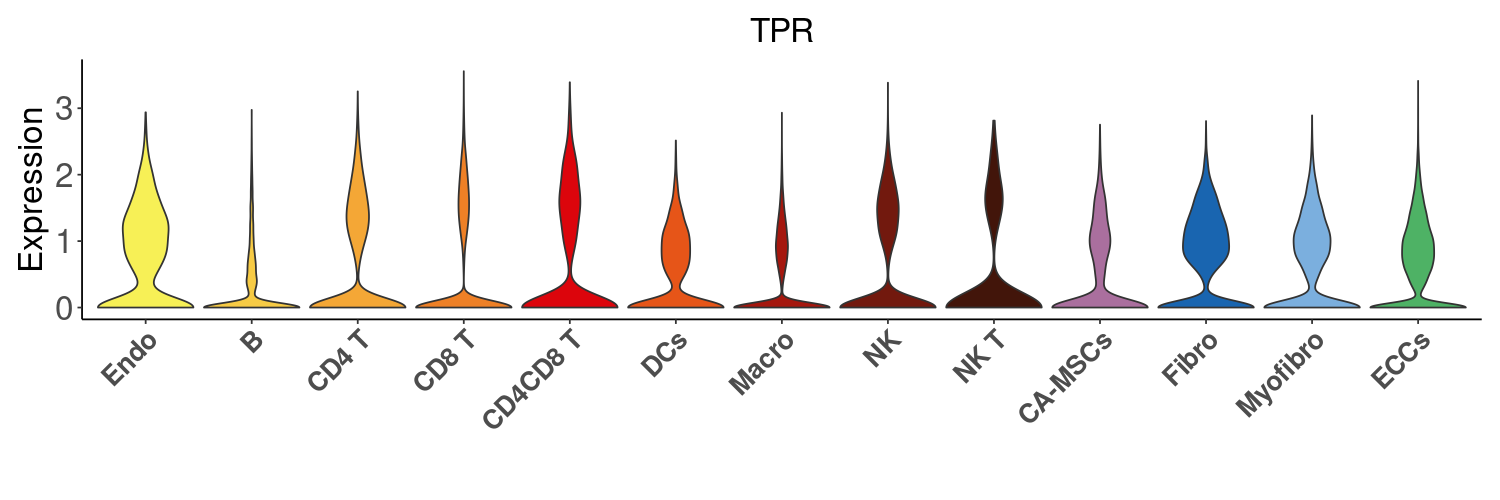 TPR
Expression
3
2
1
0
Endo
B
CD4 T
CD8 T
CD4CD8 T
DCs
Macro
NK
NK T
CA-MSCs
Fibro
Myofibro
ECCs